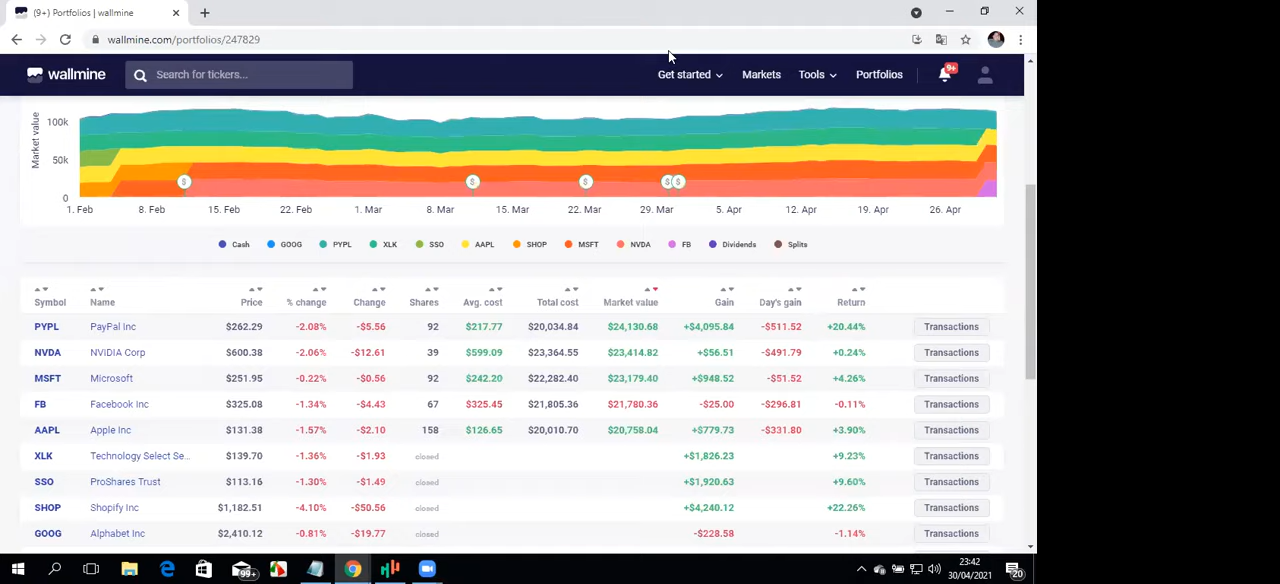 (9+) Portfolios | wallmine
wallmine.com/portfolios/247829
wallmine Search for tickers... Get started Markets Tools Portfolios 9+
Market value
100k
50k
0
1. Feb 8. Feb 15. Feb 22. Feb 1. Mar 8. Mar 15. Mar 22. Mar 29. Mar 5. Apr 12. Apr 19. Apr 26. Apr
$ $ $ $ $
Cash GOOG PYPL XLK SSO AAPL SHOP MSFT NVDA FB Dividends Splits
Symbol Name Price % change Change Shares Avg. cost Total cost Market value Gain Day's gain Return
PYPL PayPal Inc $262.29 -2.08% -$5.56 92 $217.77 $20,034.84 $24,130.68 +$4,095.84 -$511.52 +20.44% Transactions
NVDA NVIDIA Corp $600.38 -2.06% -$12.61 39 $599.09 $23,364.55 $23,414.82 +$56.51 -$491.79 +0.24% Transactions
MSFT Microsoft $251.95 -0.22% -$0.56 92 $242.20 $22,282.40 $23,179.40 +$948.52 -$51.52 +4.26% Transactions
FB Facebook Inc $325.08 -1.34% -$4.43 67 $325.45 $21,805.36 $21,780.36 -$25.00 -$296.81 -0.11% Transactions
AAPL Apple Inc $131.38 -1.57% -$2.10 158 $126.65 $20,010.70 $20,758.04 +$779.73 -$331.80 +3.90% Transactions
XLK Technology Select Se... $139.70 -1.36% -$1.93 closed +$1,826.23 +9.23% Transactions
SSO ProShares Trust $113.16 -1.30% -$1.49 closed +$1,920.63 +9.60% Transactions
SHOP Shopify Inc $1,182.51 -4.10% -$50.56 closed +$4,240.12 +22.26% Transactions
GOOG Alphabet Inc $2,410.12 -0.81% -$19.77 closed -$228.58 -1.14% Transactions
99+
23:42
30/04/2021
20